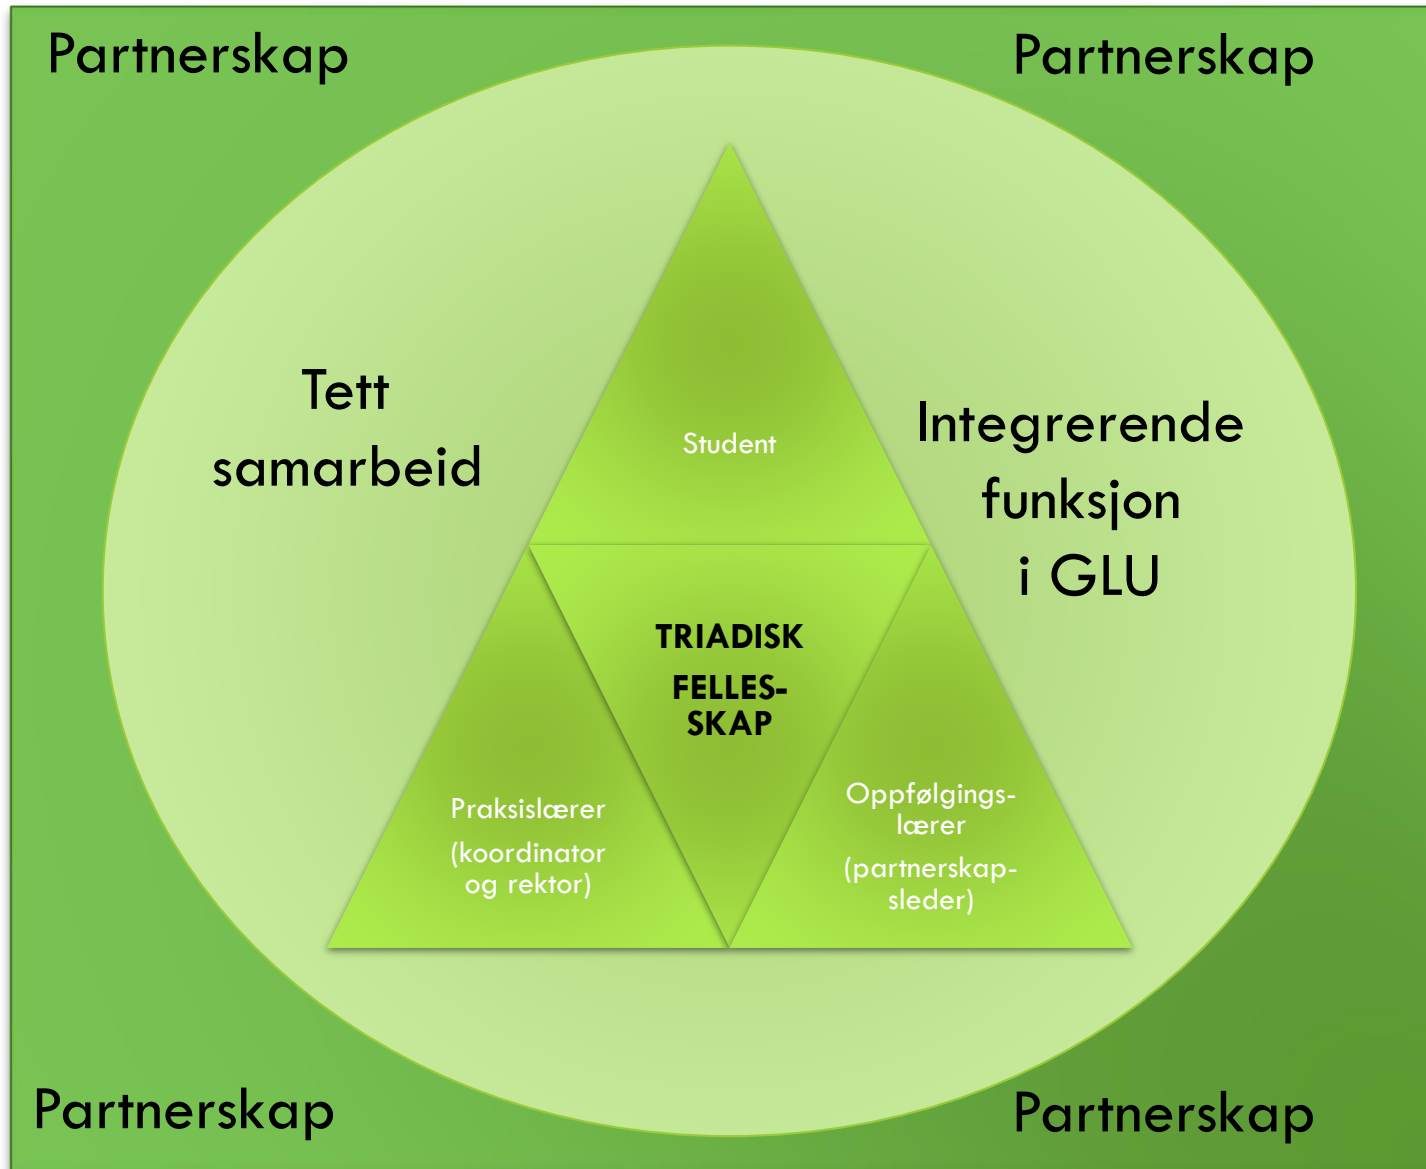 Partnerskap
Partnerskap
Tett
samarbeid
Integrerende
funksjon
i GLU
Student
TRIADISK
FELLES-
SKAP
Praksislærer
(koordinator
og rektor)
Oppfølgings-
lærer
(partnerskap-
sleder)
Partnerskap
Partnerskap